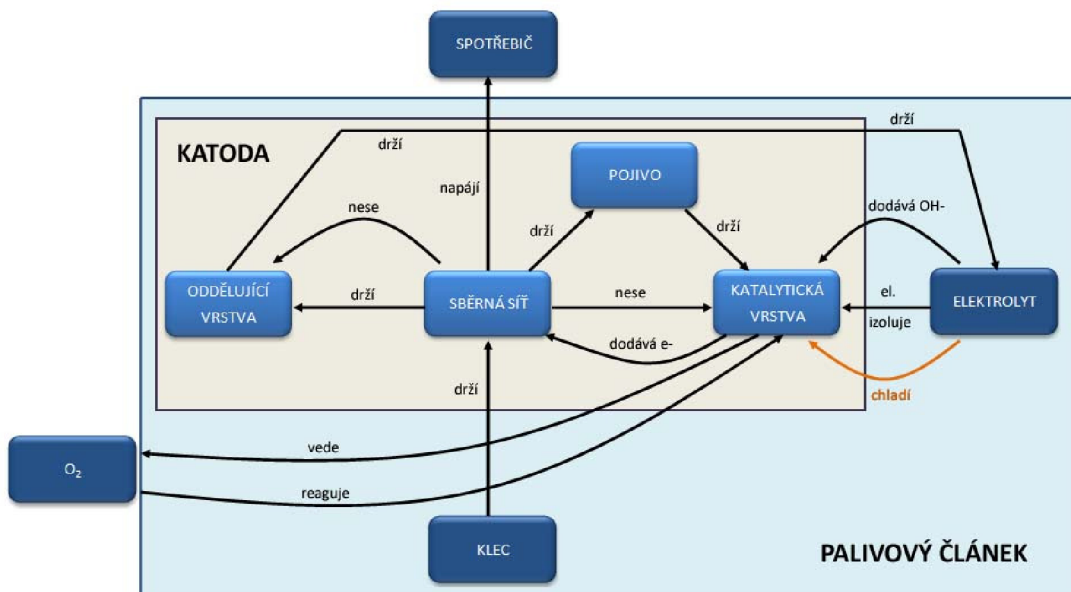 SPOTŘEBIČ
drží
KATODA
drží
POJIVO
napájí
nese
dodává OH-
drží
drží
ODDĚLUJÍCÍ
VRSTVA
drží
SBĚRNÁ SÍŤ
nese
KATALYTICKÁ
VRSTVA
el.
izoluje
ELEKTROLYT
dodává e-
drží
chladí
vede
O₂
reaguje
KLEC
PALIVOVÝ ČLÁNEK